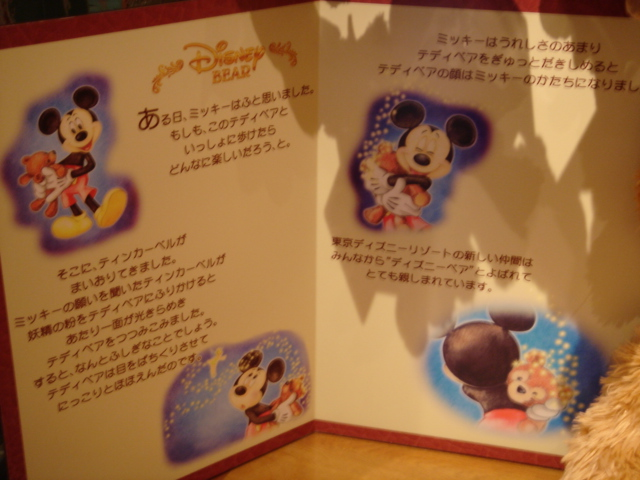 Disney
BEAR
ある日、ミッキーはふと思いました。
もしも、このテディベアと
いっしょに歩けたら
どんなに楽しいだろう、と。
そこに、ティンカーベルが
まいおりてきました。
ミッキーの願いを聞いたティンカーベルが
妖精の粉をテディベアにふりかけると
あたり一面が光きらめき
テディベアをつつみこみました。
すると、なんとふしぎなことでしょう。
テディベアは目をぱちくりさせて
にっこりとほほえんだのです。
ミッキーはうれしさのあまり
テディベアをぎゅっとだきしめると
テディベアの顔はミッキーのかたちになりまし
東京ディズニーリゾートの新しい仲間は
みんなから"ディズニーベア"とよばれて
とても親しまれています。